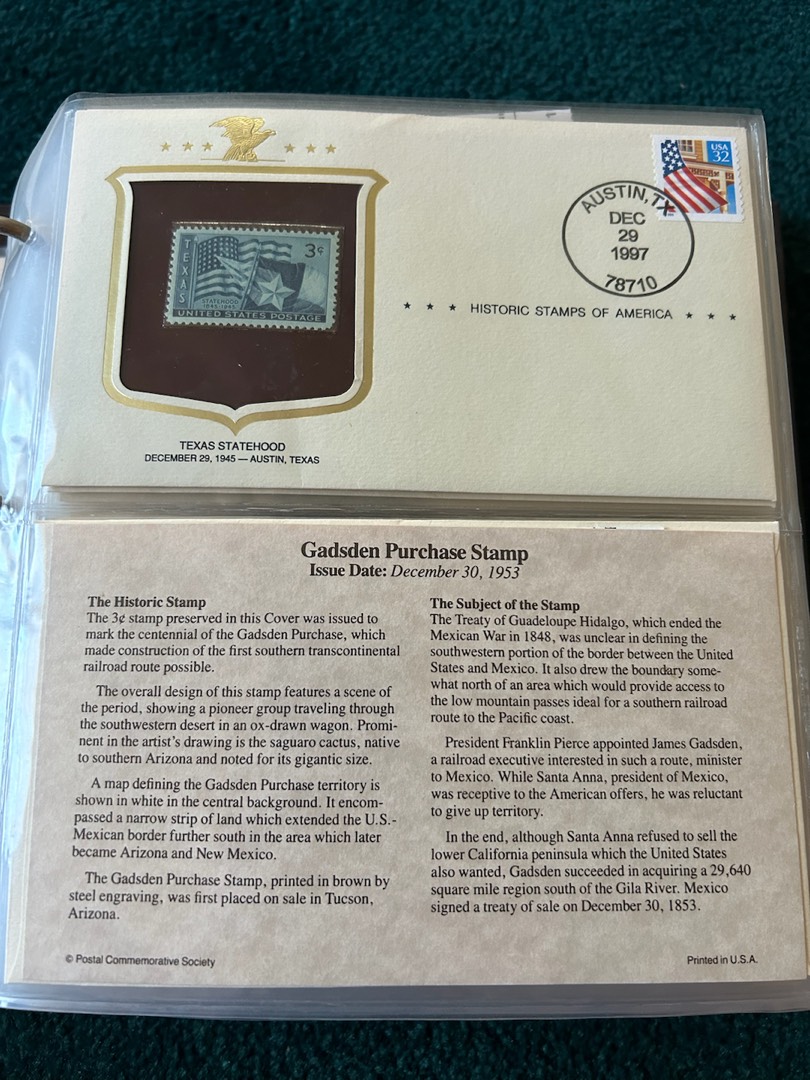 USA
32
AUSTIN, TX
DEC
29
1997
78710
TEXAS
3¢
STATEHOOD
1845-1945
UNITED STATES POSTAGE
★ ★ ★ HISTORIC STAMPS OF AMERICA ★ ★ ★
TEXAS STATEHOOD
DECEMBER 29, 1945 — AUSTIN, TEXAS
Gadsden Purchase Stamp
Issue Date: December 30, 1953
The Historic Stamp
The 3¢ stamp preserved in this Cover was issued to
mark the centennial of the Gadsden Purchase, which
made construction of the first southern transcontinental
railroad route possible.
The overall design of this stamp features a scene of
the period, showing a pioneer group traveling through
the southwestern desert in an ox-drawn wagon. Promi-
nent in the artist's drawing is the saguaro cactus, native
to southern Arizona and noted for its gigantic size.
A map defining the Gadsden Purchase territory is
shown in white in the central background. It encom-
passed a narrow strip of land which extended the U.S.-
Mexican border further south in the area which later
became Arizona and New Mexico.
The Gadsden Purchase Stamp, printed in brown by
steel engraving, was first placed on sale in Tucson,
Arizona.
The Subject of the Stamp
The Treaty of Guadeloupe Hidalgo, which ended the
Mexican War in 1848, was unclear in defining the
southwestern portion of the border between the United
States and Mexico. It also drew the boundary some-
what north of an area which would provide access to
the low mountain passes ideal for a southern railroad
route to the Pacific coast.
President Franklin Pierce appointed James Gadsden,
a railroad executive interested in such a route, minister
to Mexico. While Santa Anna, president of Mexico,
was receptive to the American offers, he was reluctant
to give up territory.
In the end, although Santa Anna refused to sell the
lower California peninsula which the United States
also wanted, Gadsden succeeded in acquiring a 29,640
square mile region south of the Gila River. Mexico
signed a treaty of sale on December 30, 1853.
© Postal Commemorative Society
Printed in U.S.A.